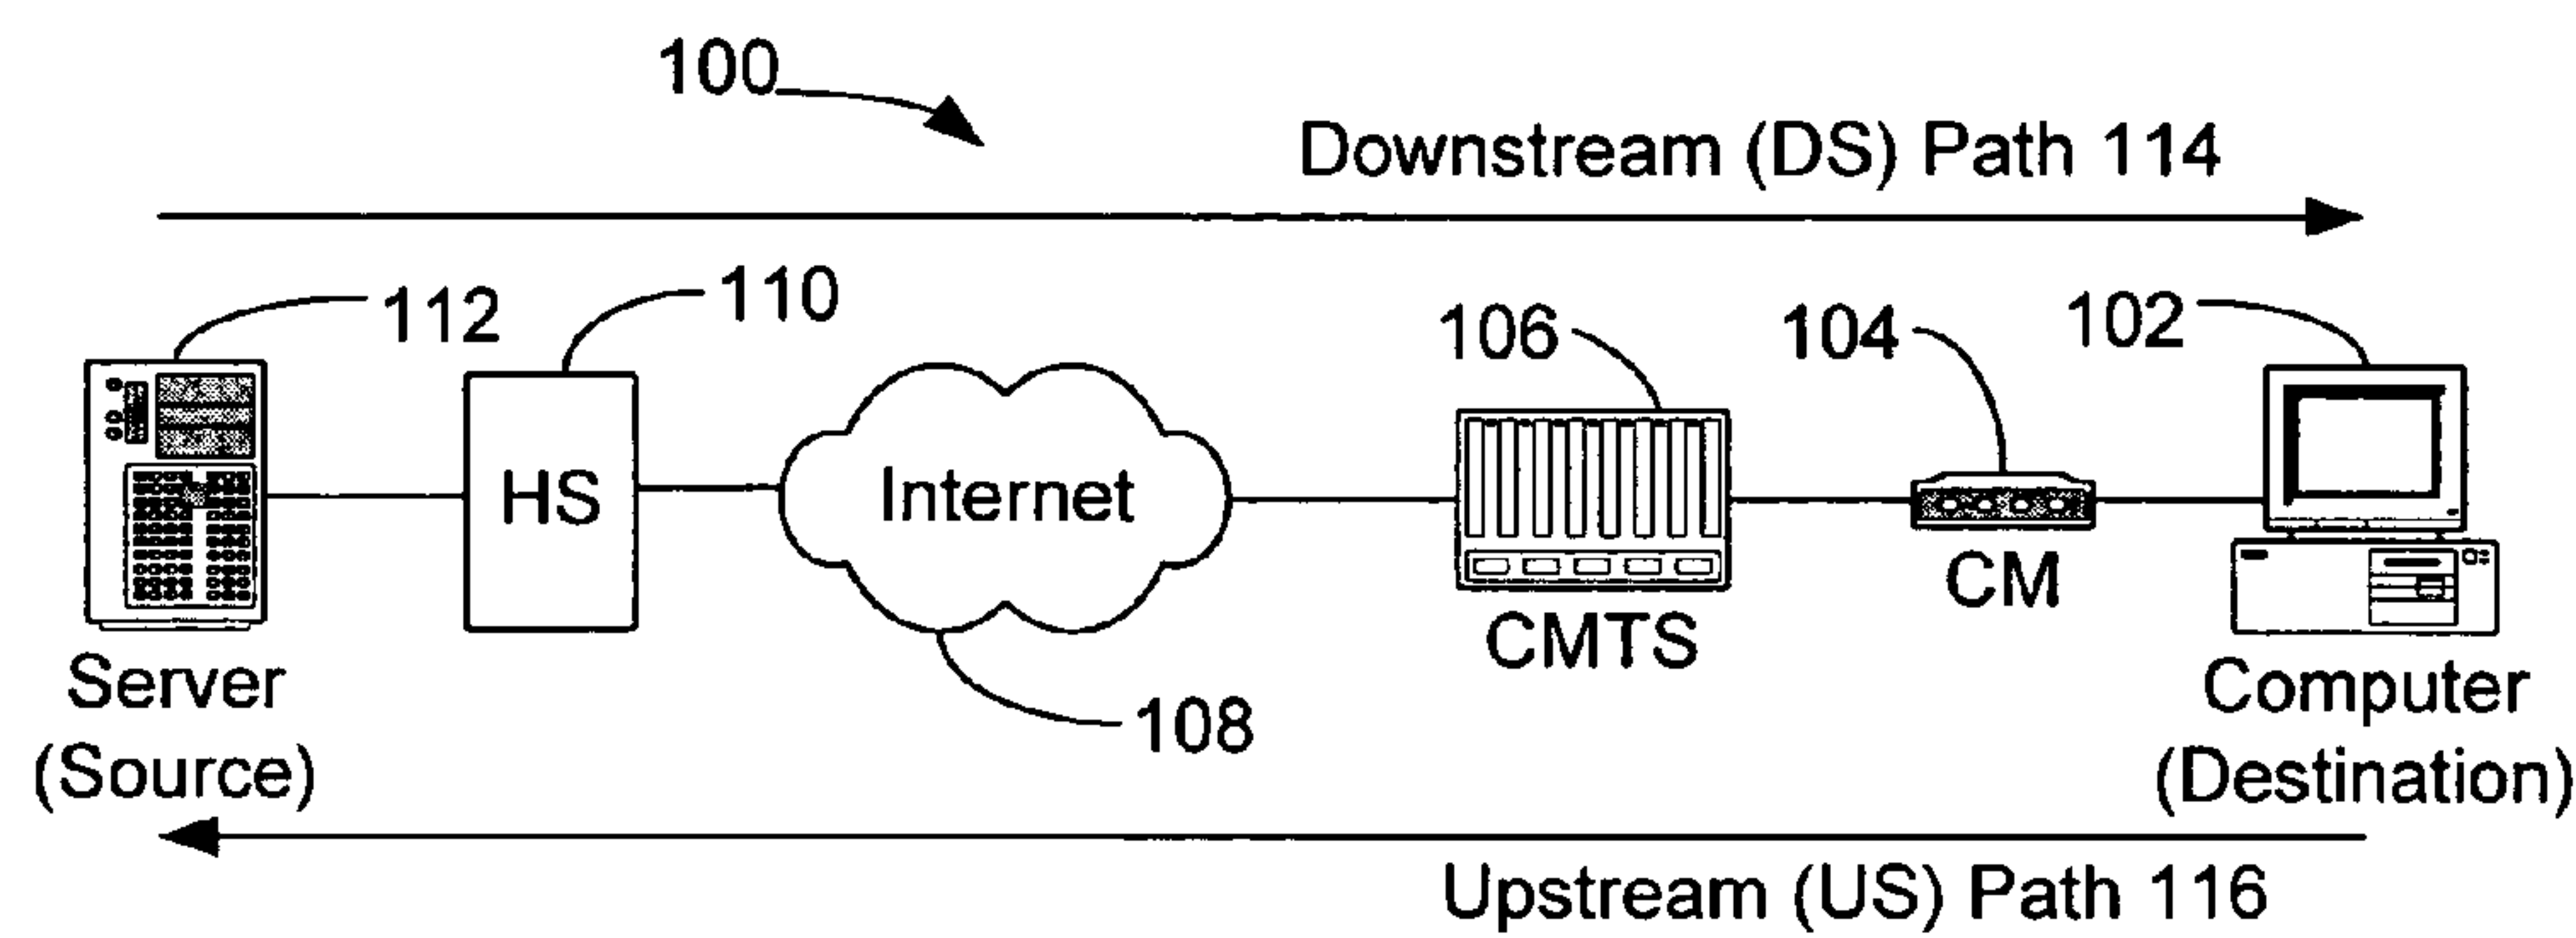 100
Downstream (DS) Path 114
112
110
106
104
102
HS
Internet
CMTS
CM
Server
(Source)
108
Computer
(Destination)
Upstream (US) Path 116